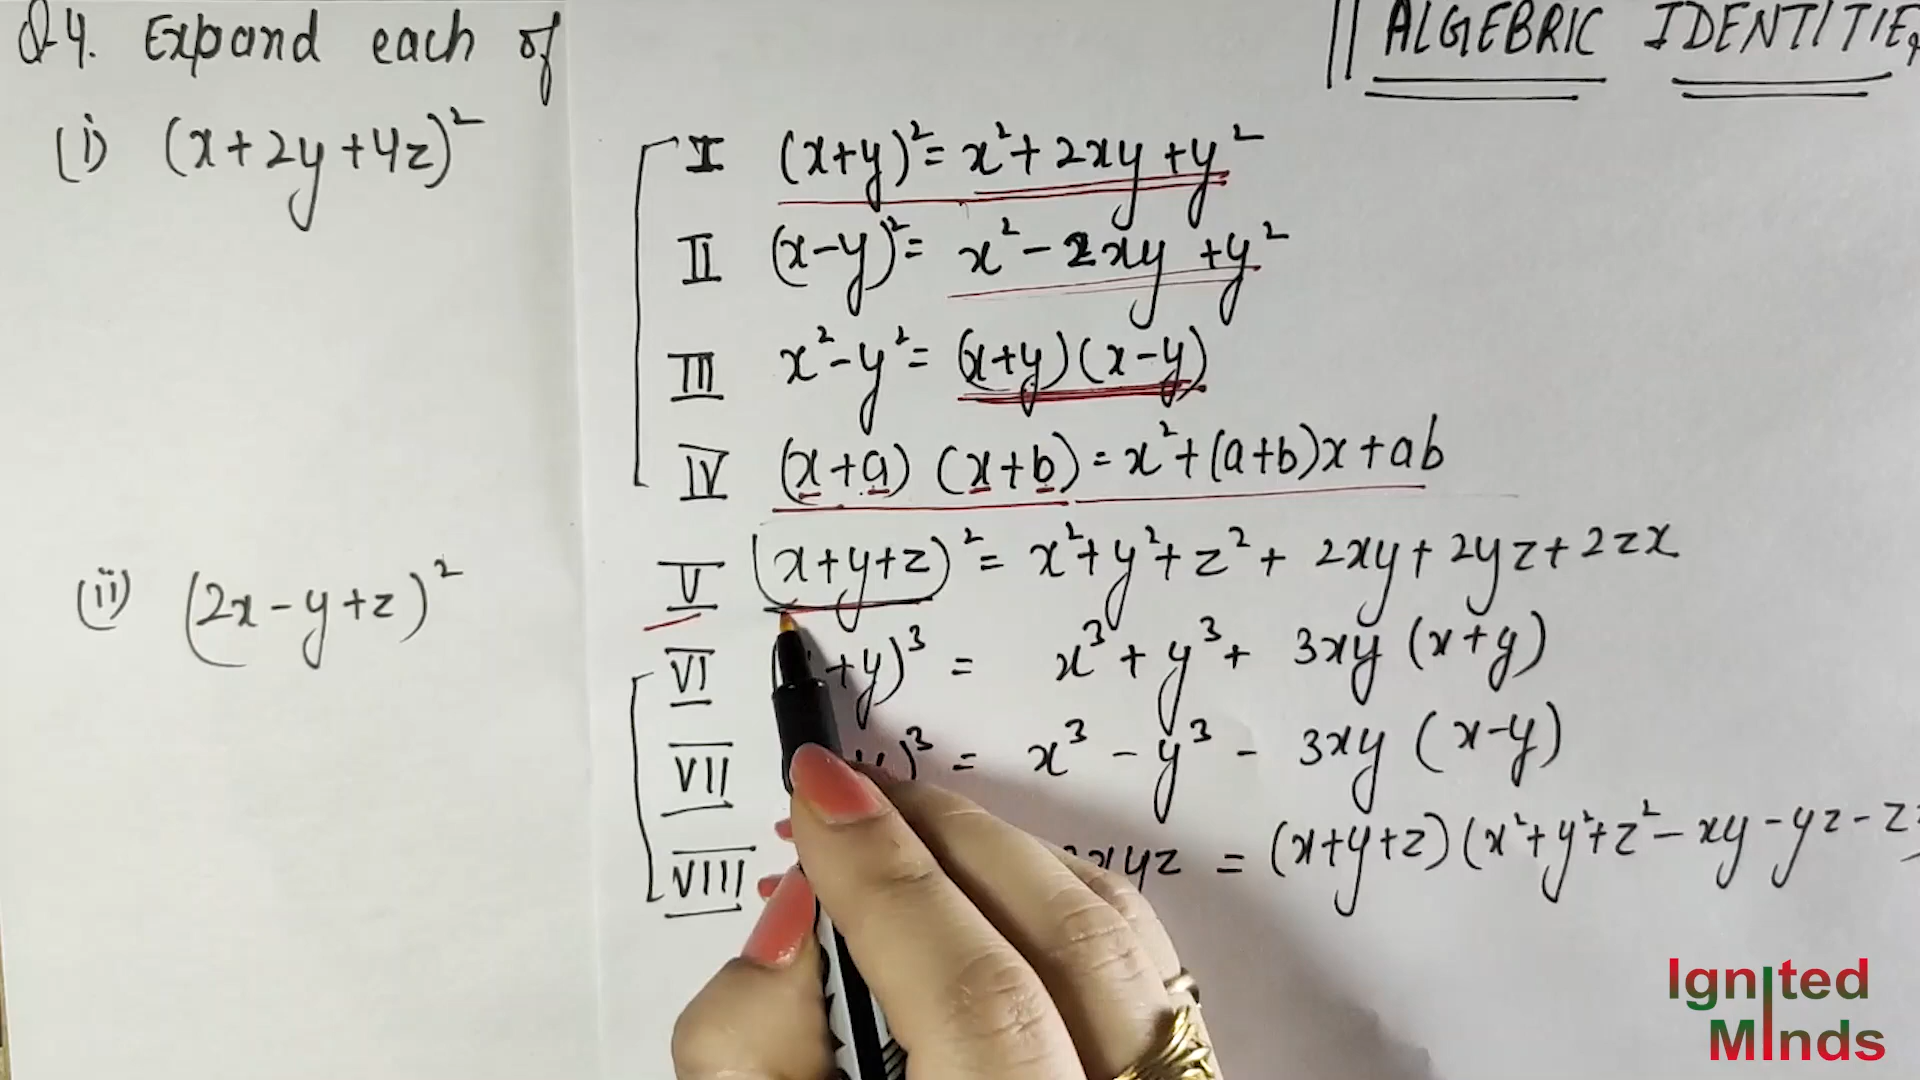 Q4. Expand each of
(i) (x+2y+4z)²
(ii) (2x-y+z)²
|| ALGEBRIC IDENTITIES
I (x+y)² = x²+2xy+y²
II (x-y)² = x²-2xy+y²
III x²-y² = (x+y)(x-y)
IV (x+a) (x+b) = x²+(a+b)x+ab
V (x+y+z)² = x²+y²+z²+2xy+2yz+2zx
VI +y)³ = x³+y³+ 3xy (x+y)
VII )³ = x³-y³- 3xy (x-y)
VIII xyz = (x+y+z)(x²+y²+z²-xy-yz-z
Ignited
Minds